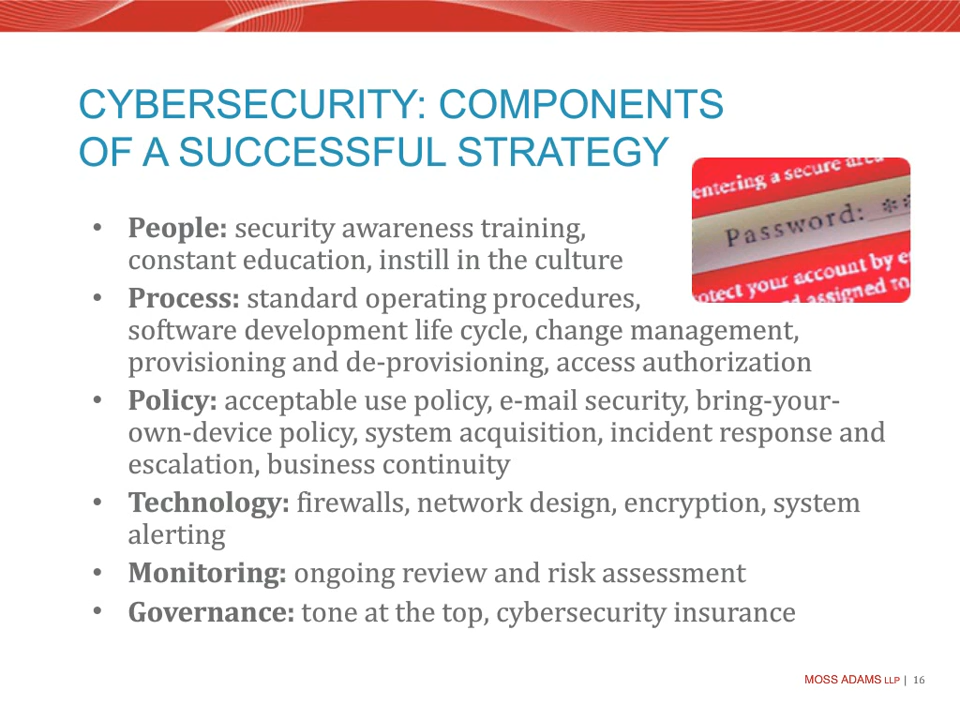 CYBERSECURITY: COMPONENTS
OF A SUCCESSFUL STRATEGY
entering a secure area
Password: **
protect your account by
assigned to
• People: security awareness training,
constant education, instill in the culture
• Process: standard operating procedures,
software development life cycle, change management,
provisioning and de-provisioning, access authorization
• Policy: acceptable use policy, e-mail security, bring-your-
own-device policy, system acquisition, incident response and
escalation, business continuity
• Technology: firewalls, network design, encryption, system
alerting
• Monitoring: ongoing review and risk assessment
• Governance: tone at the top, cybersecurity insurance
MOSS ADAMS LLP | 16